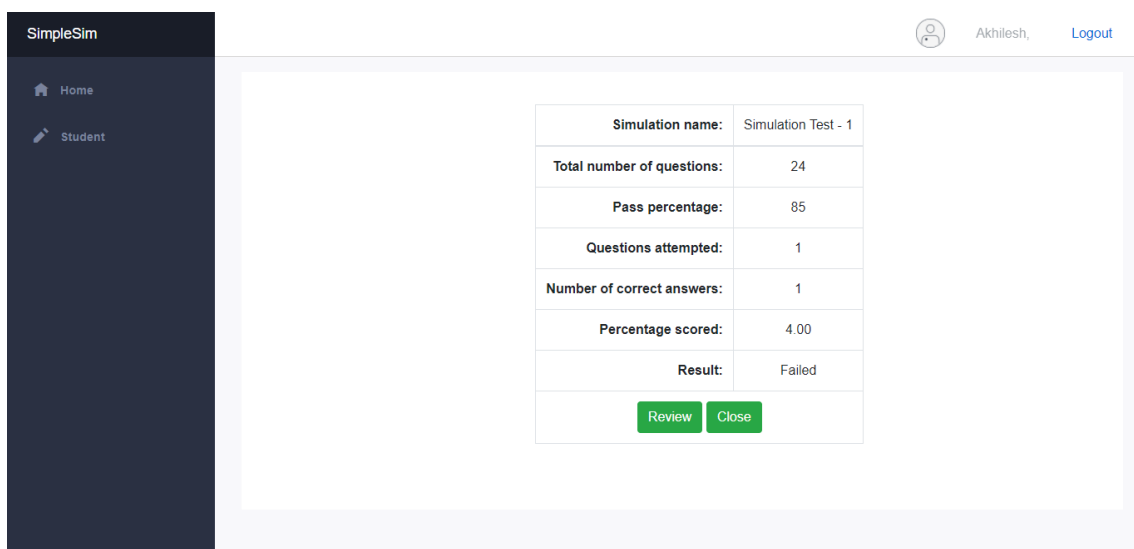 SimpleSim
Akhilesh,
Logout
Home
Student
Simulation name: Simulation Test - 1
Total number of questions: 24
Pass percentage: 85
Questions attempted: 1
Number of correct answers: 1
Percentage scored: 4.00
Result: Failed
Review Close